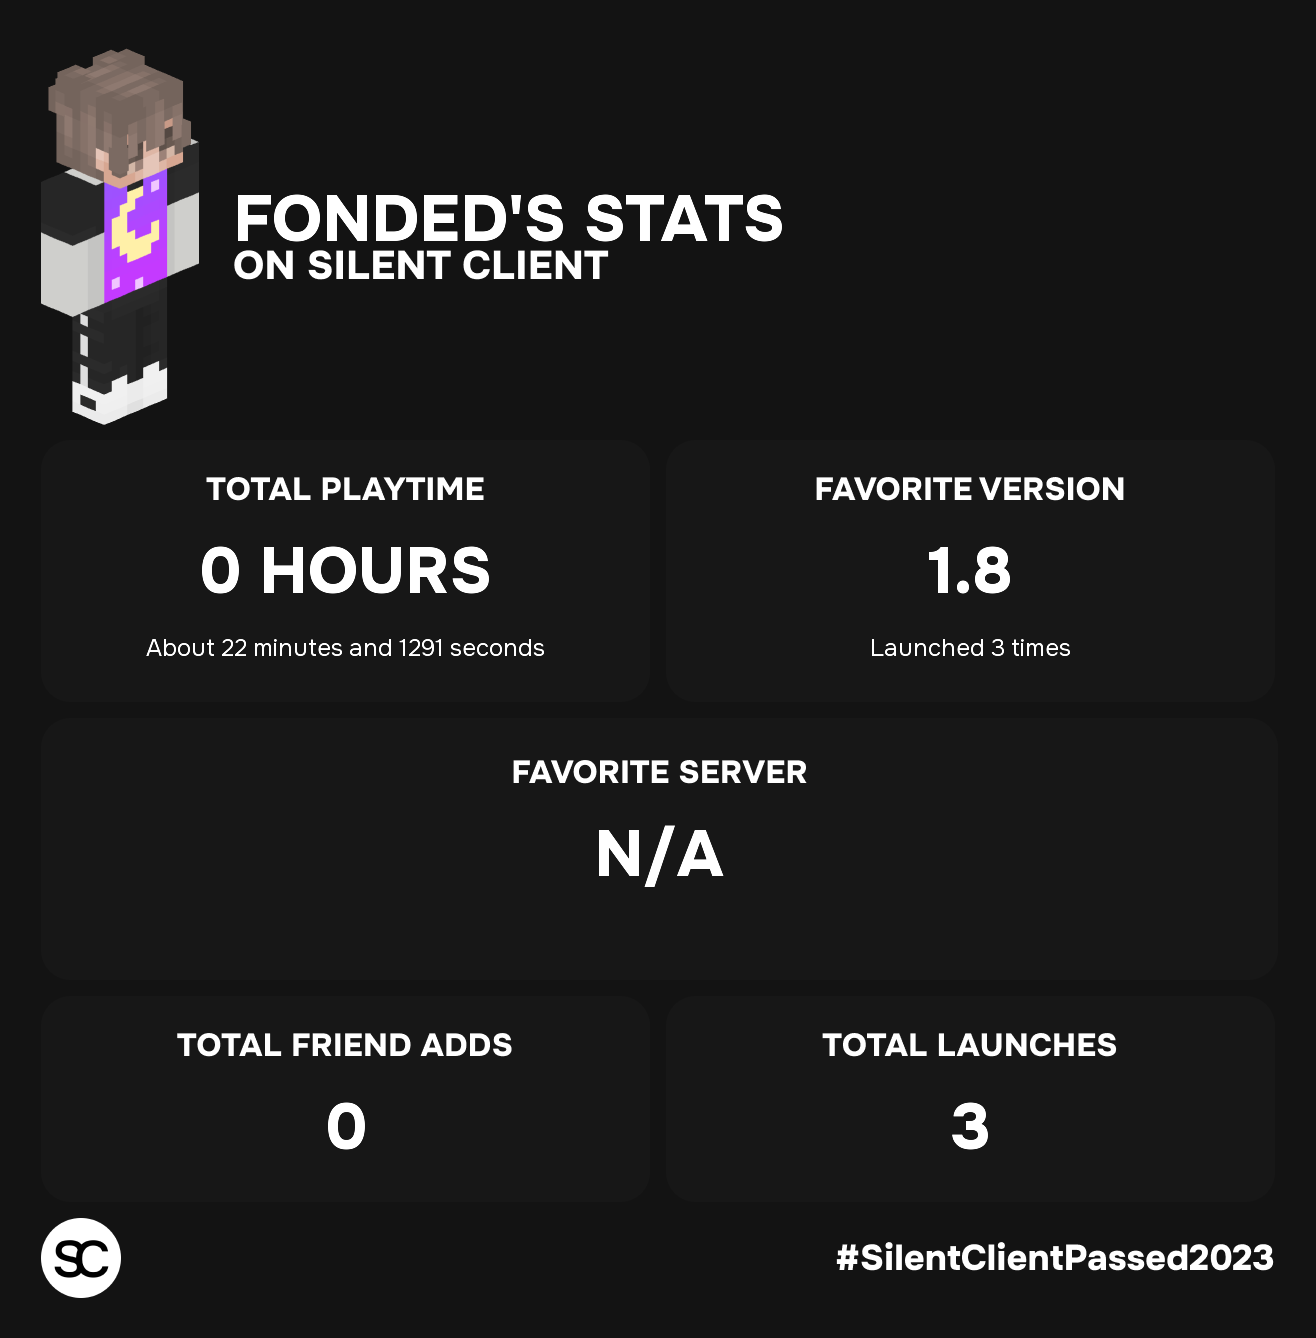 FONDED'S STATS
ON SILENT CLIENT
TOTAL PLAYTIME
0 HOURS
About 22 minutes and 1291 seconds
FAVORITE VERSION
1.8
Launched 3 times
FAVORITE SERVER
N/A
TOTAL FRIEND ADDS
0
TOTAL LAUNCHES
3
SC
#SilentClientPassed2023